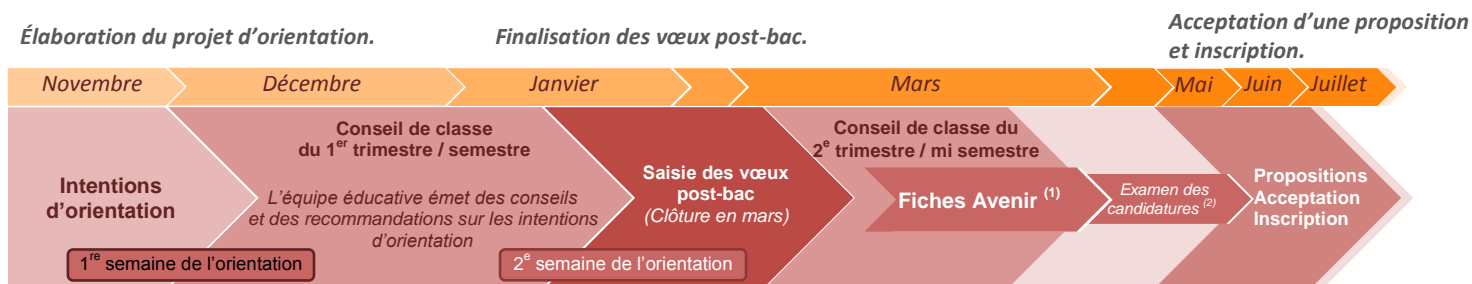 Élaboration du projet d'orientation.
Finalisation des vœux post-bac.
Acceptation d'une proposition
et inscription.
Novembre
Décembre
Janvier
Mars
Mai
Juin
Juillet
Intentions
d'orientation
1re semaine de l'orientation
Conseil de classe
du 1er trimestre / semestre
L'équipe éducative émet des conseils
et des recommandations sur les intentions
d'orientation
2e semaine de l'orientation
Saisie des vœux
post-bac
(Clôture en mars)
Conseil de classe du
2e trimestre / mi semestre
Fiches Avenir (1)
Examen des
candidatures (2)
Propositions
Acceptation
Inscription